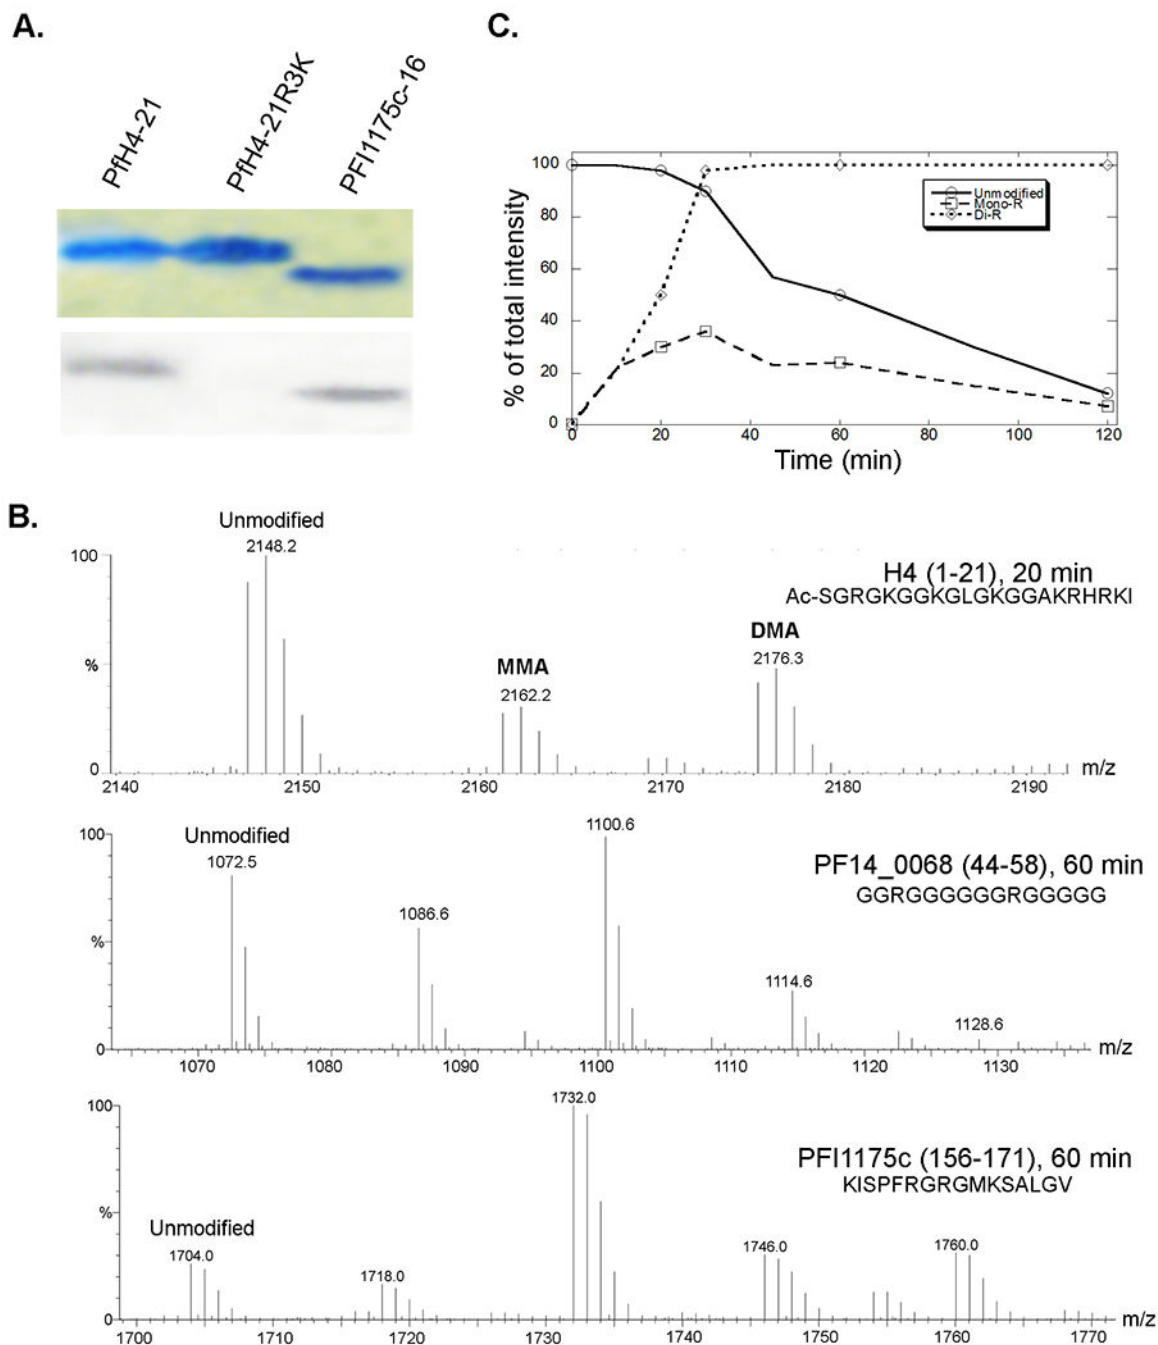 A.
PfH4-21
PfH4-21R3K
PFI1175c-16
C.
% of total intensity
100
80
60
40
20
0
0 20 40 60 80 100 120
Time (min)
Unmodified
Mono-R
Di-R
B.
Unmodified
2148.2
100
%
0
MMA
2162.2
DMA
2176.3
H4 (1-21), 20 min
Ac-SGRGKGGKGLGKGGAKRHRKI
2140 2150 2160 2170 2180 2190 m/z
Unmodified
1072.5
100
%
0
1086.6
1100.6
1114.6
1128.6
PF14_0068 (44-58), 60 min
GGRGGGGGGRGGGGG
1070 1080 1090 1100 1110 1120 1130 m/z
100
%
0
Unmodified
1704.0
1718.0
1732.0
1746.0
1760.0
PFI1175c (156-171), 60 min
KISPFRGRGMKSALGV
1700 1710 1720 1730 1740 1750 1760 1770 m/z